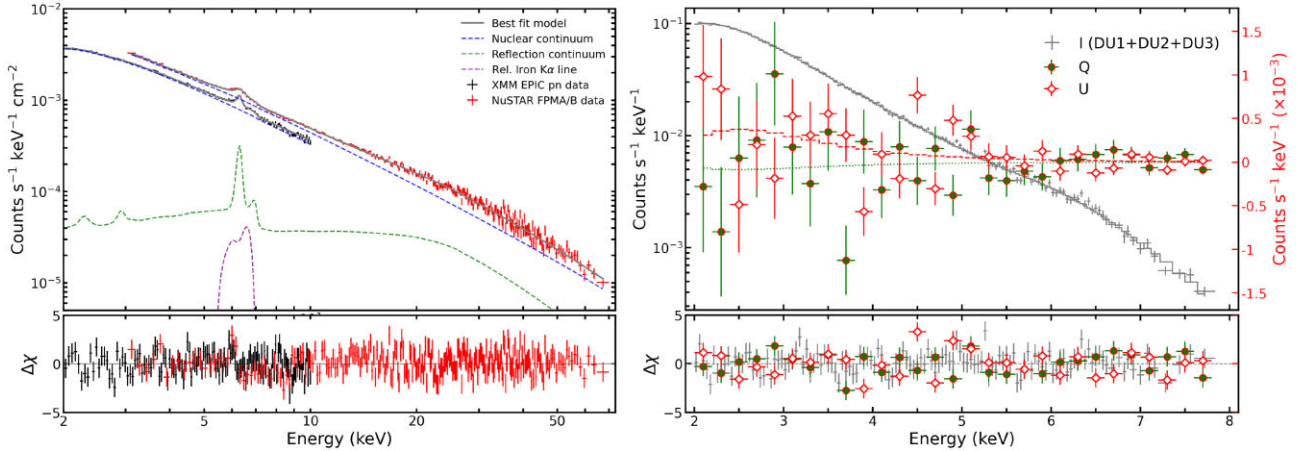 10⁻²
10⁻³
10⁻⁴
10⁻⁵
Counts s⁻¹ keV⁻¹ cm⁻²
Best fit model
Nuclear continuum
Reflection continuum
Rel. Iron Kα line
XMM EPIC pn data
NuSTAR FPMA/B data
5
0
−5
Δχ
2
5
10
20
50
Energy (keV)
10⁻¹
10⁻²
10⁻³
Counts s⁻¹ keV⁻¹
I (DU1+DU2+DU3)
Q
U
1.5
1.0
0.5
0
-0.5
-1.0
-1.5
Counts s⁻¹ keV⁻¹ (×10⁻³)
5
0
−5
Δχ
2
3
4
5
6
7
8
Energy (keV)